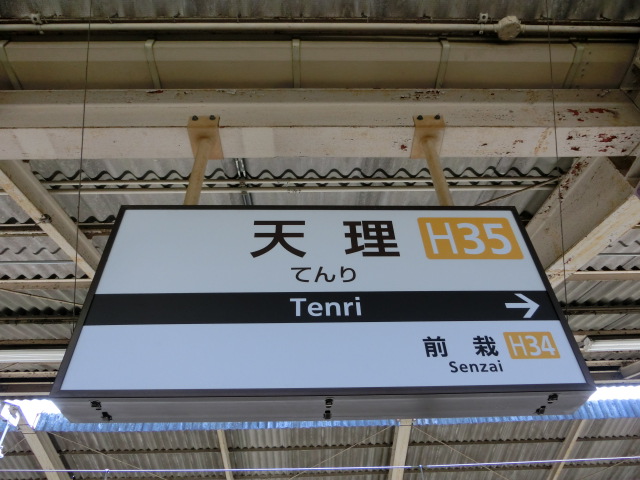 天理 H35
てんり
Tenri →
前栽 H34
Senzai